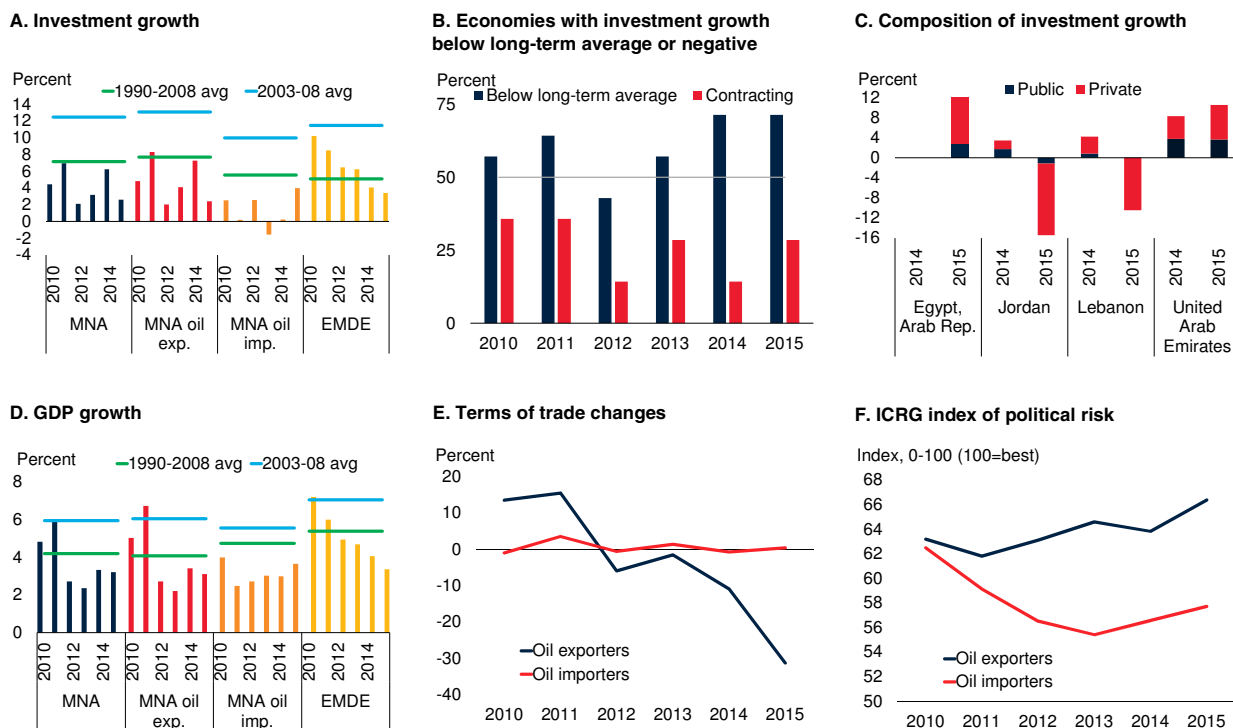 A. Investment growth
Percent
1990-2008 avg
2003-08 avg
14
12
10
8
6
4
2
0
-2
-4
2010
2012
2014
2010
2012
2014
2010
2012
2014
2010
2012
2014
MNA
MNA oil
exp.
MNA oil
imp.
EMDE
B. Economies with investment growth
below long-term average or negative
Percent
Below long-term average
Contracting
75
50
25
0
2010 2011 2012 2013 2014 2015
C. Composition of investment growth
Percent
Public
Private
12
8
4
0
-4
-8
-12
-16
2014
2015
2014
2015
2014
2015
2014
2015
Egypt,
Arab Rep.
Jordan
Lebanon
United
Arab
Emirates
D. GDP growth
Percent
1990-2008 avg
2003-08 avg
8
6
4
2
0
2010
2012
2014
2010
2012
2014
2010
2012
2014
2010
2012
2014
MNA
MNA oil
exp.
MNA oil
imp.
EMDE
E. Terms of trade changes
Percent
20
10
0
-10
-20
-30
-40
Oil exporters
Oil importers
2010 2011 2012 2013 2014 2015
F. ICRG index of political risk
Index, 0-100 (100=best)
68
66
64
62
60
58
56
54
52
50
Oil exporters
Oil importers
2010 2011 2012 2013 2014 2015